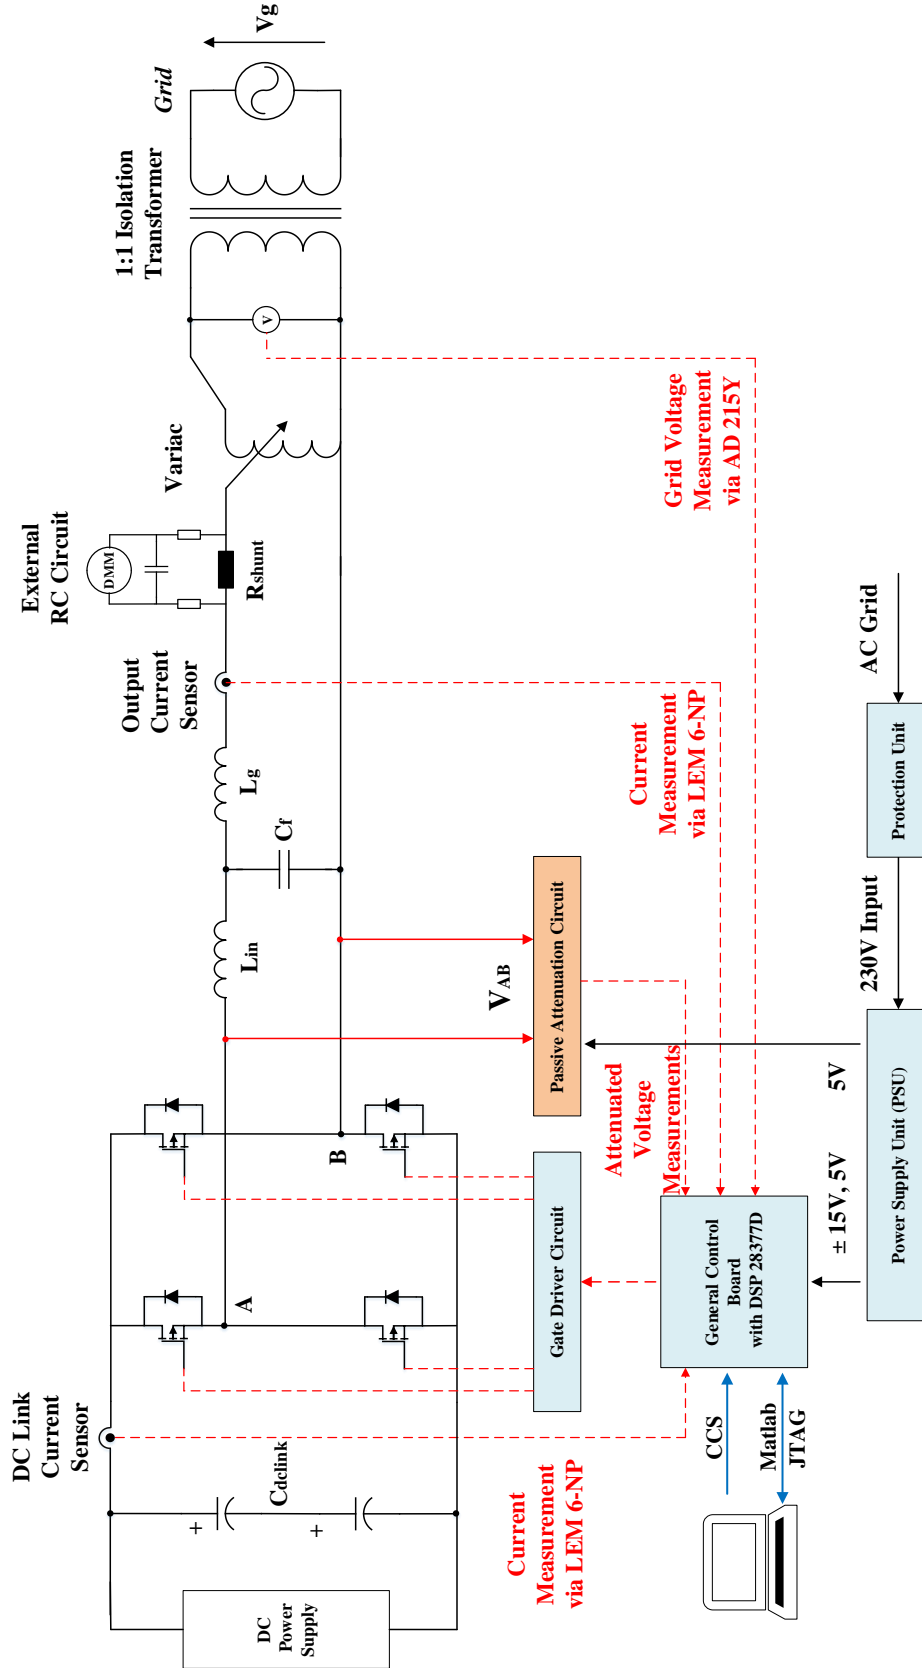 DC Link
Current
Sensor
Output
Current
Sensor
External
RC Circuit
DMM
Rshunt
Variac
1:1 Isolation
Transformer
Grid
Vg
V
DC
Power
Supply
+
+
Cdclink
A
B
Lin
Cf
Lg
VAB
Current
Measurement
via LEM 6-NP
Gate Driver Circuit
Passive Attenuation Circuit
Attenuated
Voltage
Measurements
Current
Measurement
via LEM 6-NP
Grid Voltage
Measurement
via AD 215Y
CCS
Matlab
JTAG
General Control
Board
with DSP 28377D
± 15V, 5V
5V
Power Supply Unit (PSU)
230V Input
Protection Unit
AC Grid